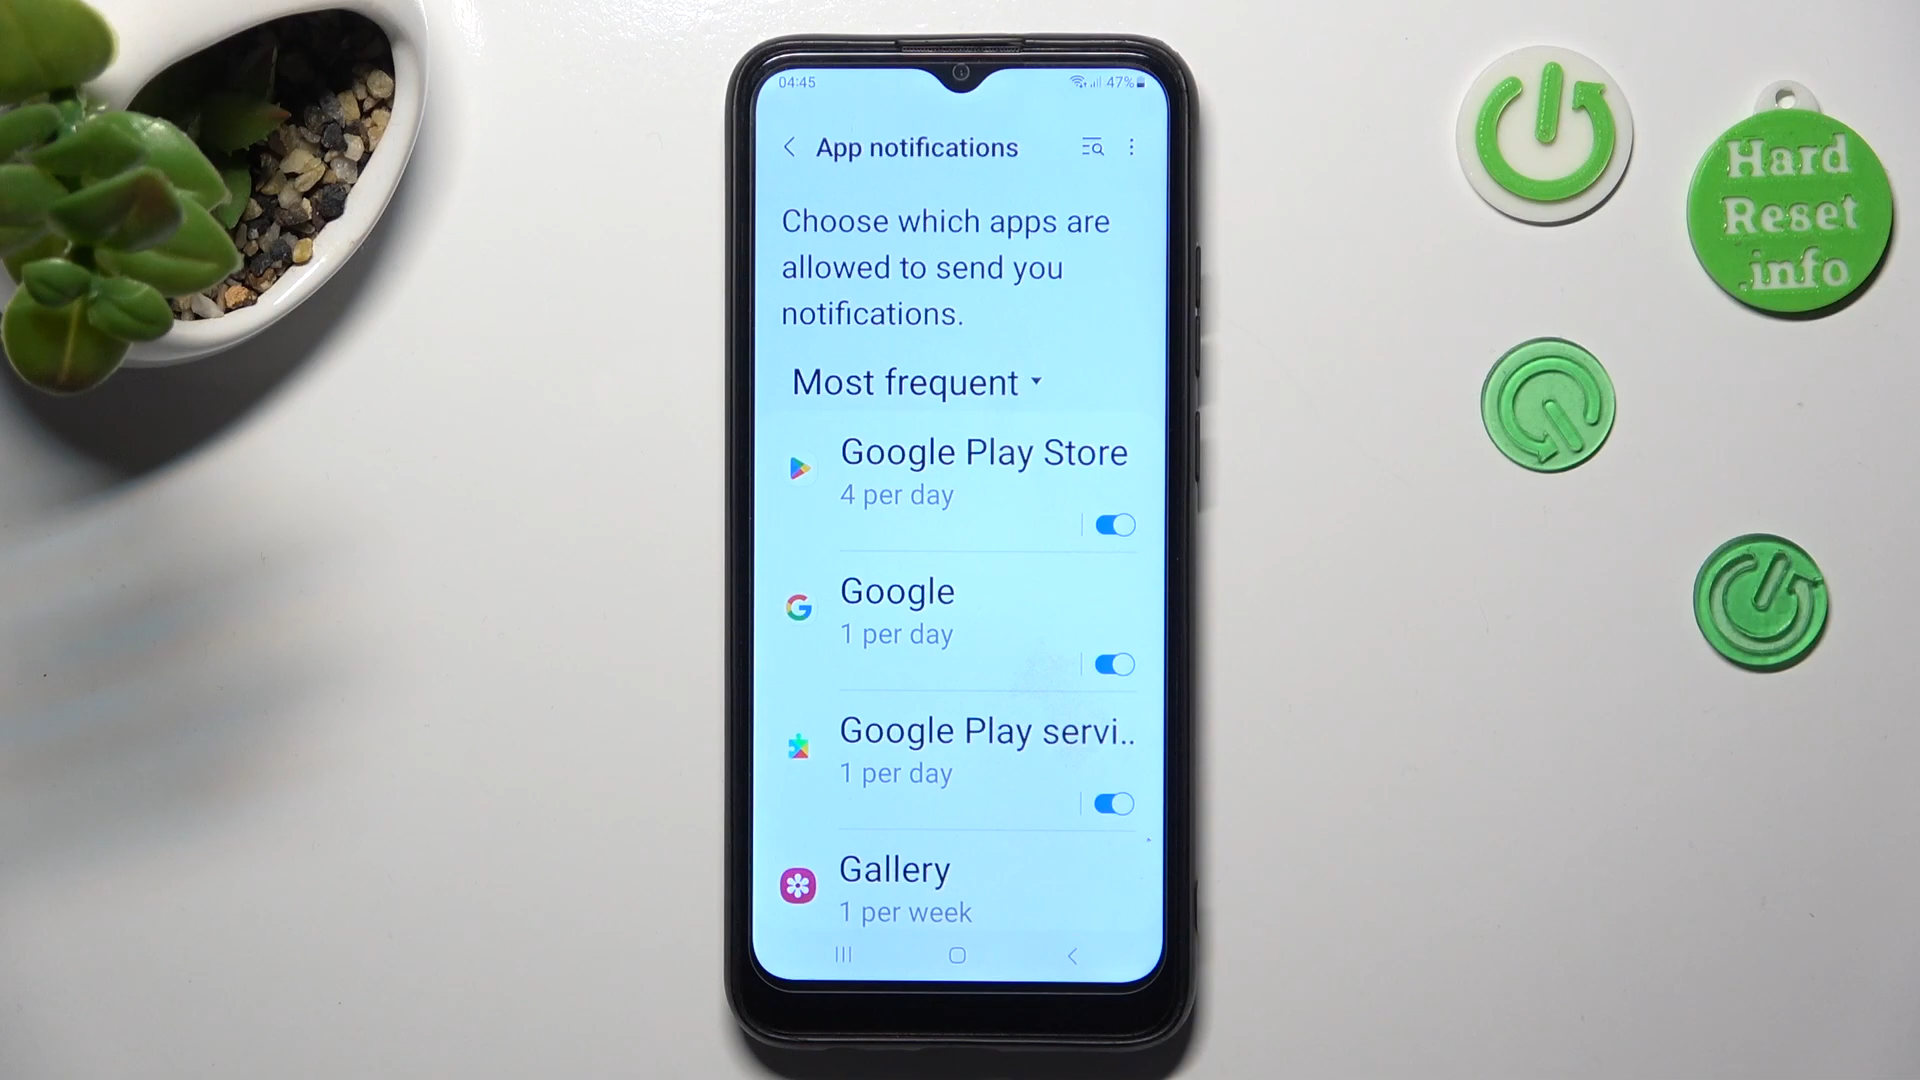 04:45
47%
App notifications
Choose which apps are
allowed to send you
notifications.
Most frequent
Google Play Store
4 per day
Google
1 per day
Google Play servi..
1 per day
Gallery
1 per week
Hard
Reset
.info